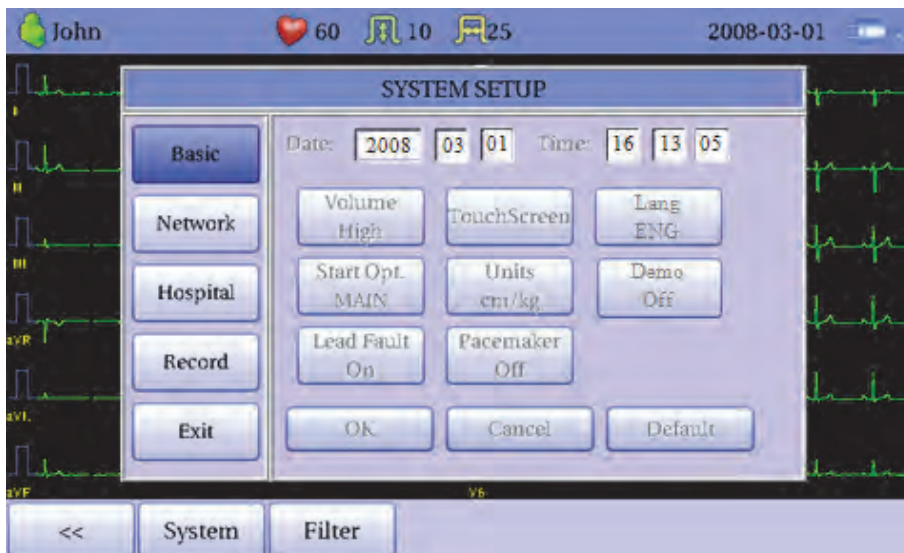 John 60 10 25 2008-03-01
SYSTEM SETUP
Basic
Network
Hospital
Record
Exit
Date: 2008 03 01 Time: 16 13 05
Volume
High
TouchScreen
Lang
ENG
Start Opt.
MAIN
Units
cm/kg
Demo
Off
Lead Fault
On
Pacemaker
Off
OK Cancel Default
I
II
III
aVR
aVL
aVF
V6
<< System Filter